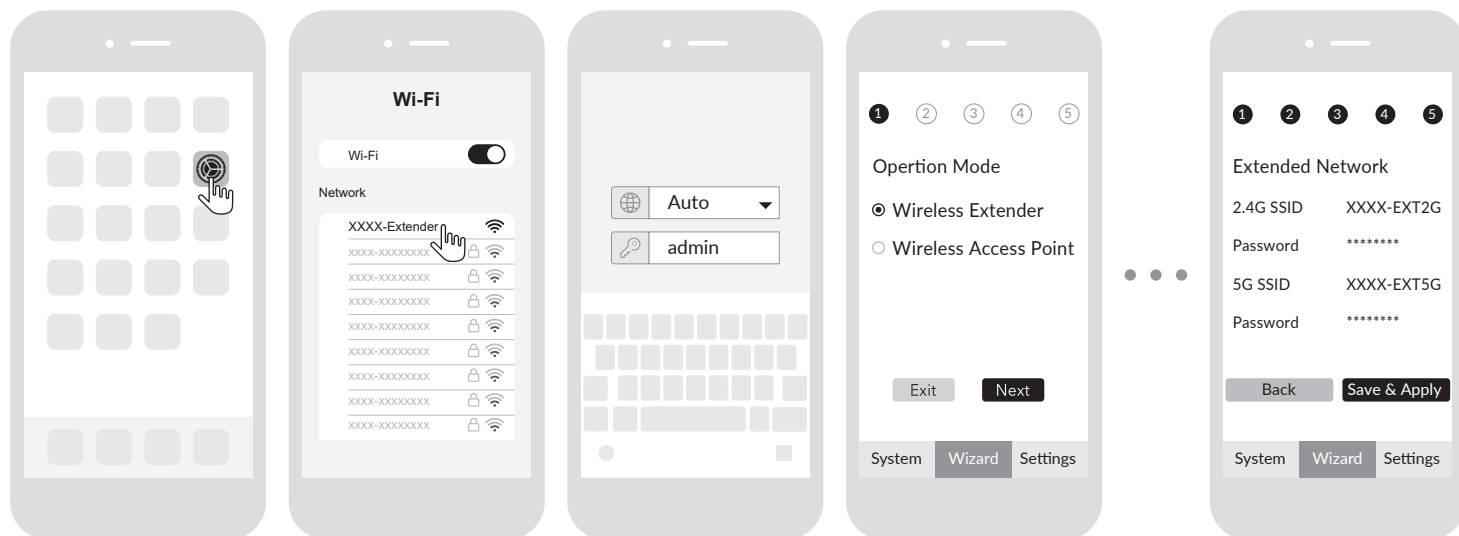 Wi-Fi
Wi-Fi
Network
XXXX-Extender
xxxx-xxxxxxxx
xxxx-xxxxxxxx
xxxx-xxxxxxxx
xxxx-xxxxxxxx
xxxx-xxxxxxxx
xxxx-xxxxxxxx
xxxx-xxxxxxxx
xxxx-xxxxxxxx
Auto
admin
1 2 3 4 5
Opertion Mode
Wireless Extender
Wireless Access Point
Exit Next
System Wizard Settings
1 2 3 4 5
Extended Network
2.4G SSID XXXX-EXT2G
Password ********
5G SSID XXXX-EXT5G
Password ********
Back Save & Apply
System Wizard Settings